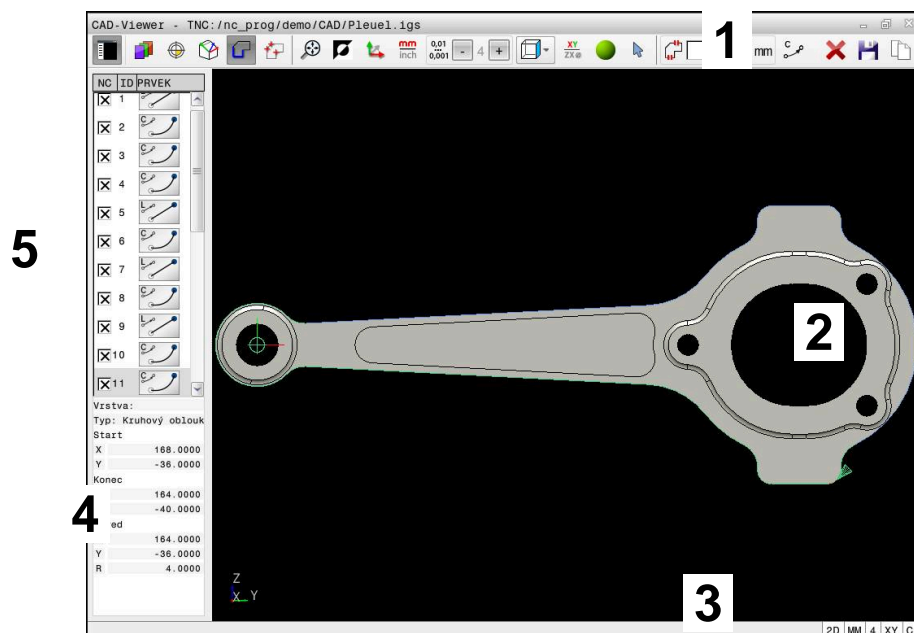 CAD-Viewer - TNC:/nc_prog/demo/CAD/Pleuel.igs
mm
inch
0,01
0,001
- 4 +
XY
ZX
1
mm
C
NC ID PRVEK
1
2 C
3 C
4 C
5 L
6 C
7 L
8 C
9 L
10 C
11 C
5
2
Vrstva:
Typ: Kruhový oblouk
Start
X 168.0000
Y -36.0000
Konec
164.0000
-40.0000
4
ed
164.0000
Y -36.0000
R 4.0000
Z
X Y
3
2D MM 4 XY C